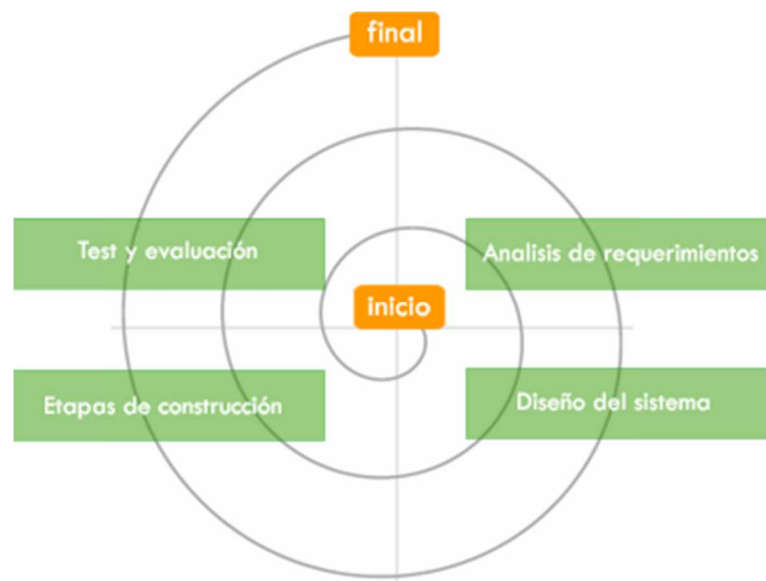 final
Test y evaluación
Analisis de requerimientos
inicio
Etapas de construcción
Diseño del sistema